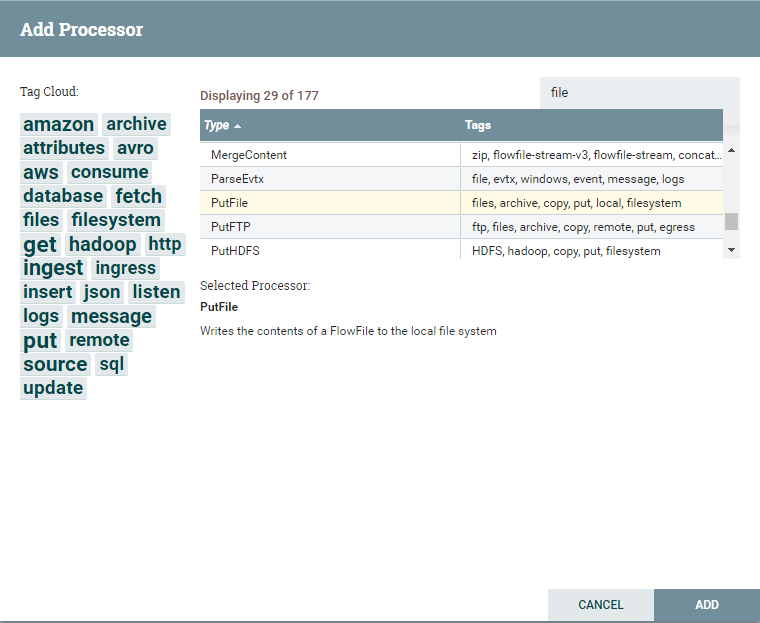 Add Processor
Tag Cloud:
amazon archive
attributes avro
aws consume
database fetch
files filesystem
get hadoop http
ingest ingress
insert json listen
logs message
put remote
source sql
update
Displaying 29 of 177
file
Type Tags
MergeContent zip, flowfile-stream-v3, flowfile-stream, concat...
ParseEvtx file, evtx, windows, event, message, logs
PutFile files, archive, copy, put, local, filesystem
PutFTP ftp, files, archive, copy, remote, put, egress
PutHDFS HDFS, hadoop, copy, put, filesystem
Selected Processor:
PutFile
Writes the contents of a FlowFile to the local file system
CANCEL ADD